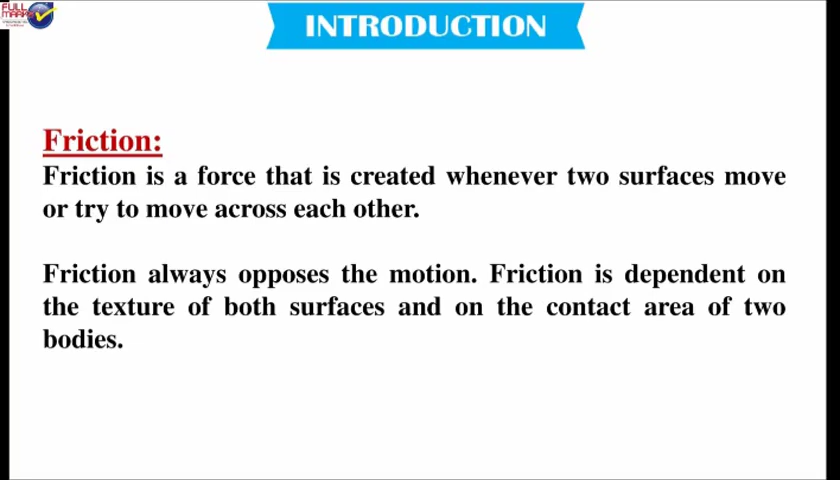 FULL
MARKS
INTRODUCTION
Friction:
Friction is a force that is created whenever two surfaces move
or try to move across each other.
Friction always opposes the motion. Friction is dependent on
the texture of both surfaces and on the contact area of two
bodies.